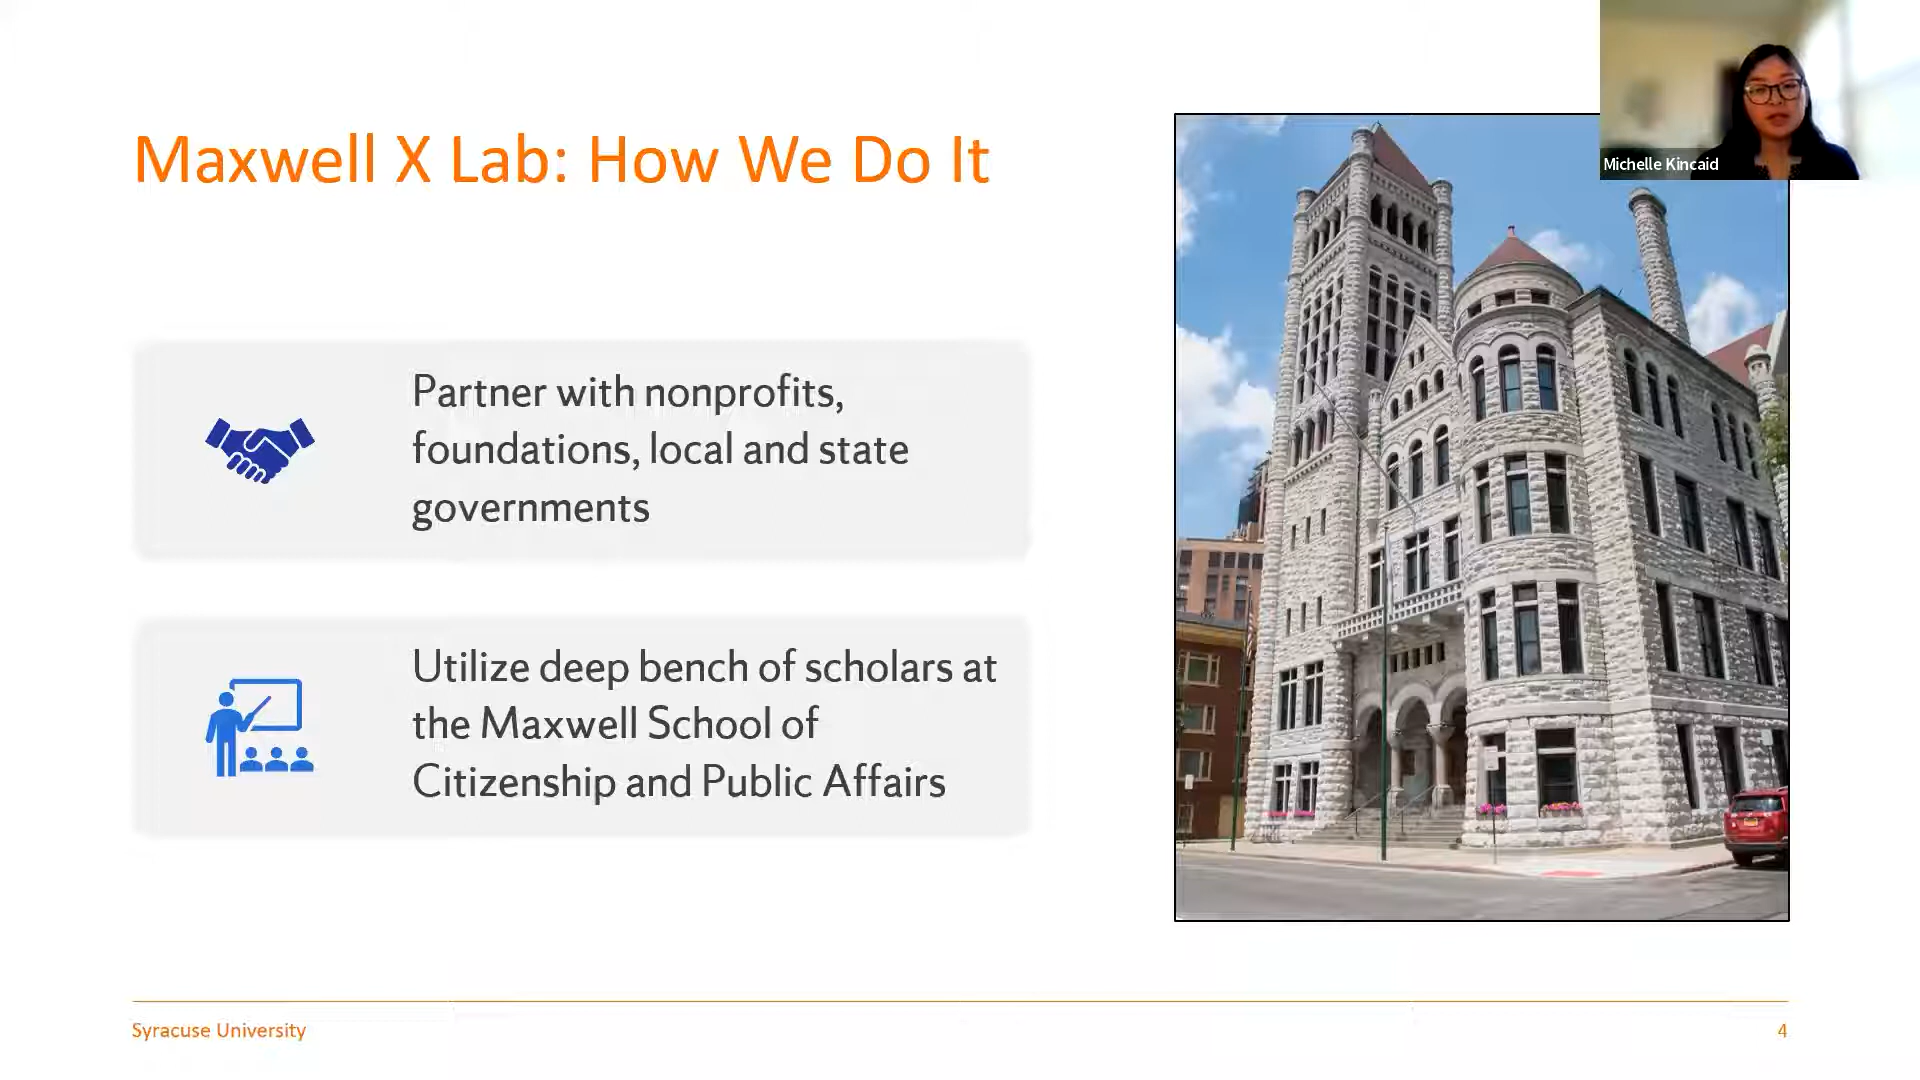 Maxwell X Lab: How We Do It
Michelle Kincaid
Partner with nonprofits,
foundations, local and state
governments
Utilize deep bench of scholars at
the Maxwell School of
Citizenship and Public Affairs
Syracuse University
4